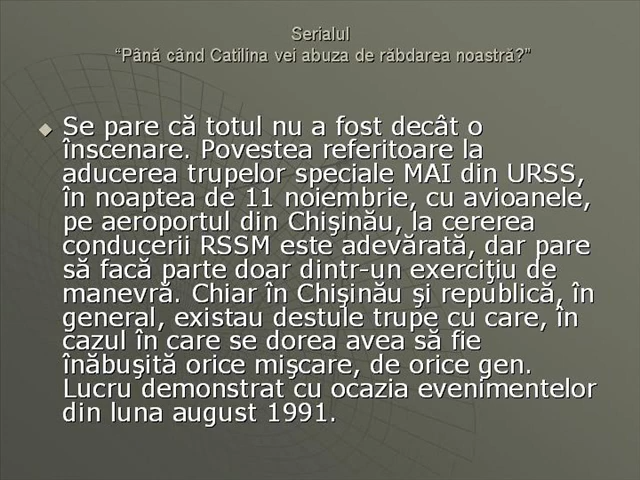 Serialul
“Până când Catilina vei abuza de răbdarea noastră?”
Se pare că totul nu a fost decât o
înscenare. Povestea referitoare la
aducerea trupelor speciale MAI din URSS,
în noaptea de 11 noiembrie, cu avioanele,
pe aeroportul din Chişinău, la cererea
conducerii RSSM este adevărată, dar pare
să facă parte doar dintr-un exerciţiu de
manevră. Chiar în Chişinău şi republică, în
general, existau destule trupe cu care, în
cazul în care se dorea avea să fie
înăbuşită orice mişcare, de orice gen.
Lucru demonstrat cu ocazia evenimentelor
din luna august 1991.